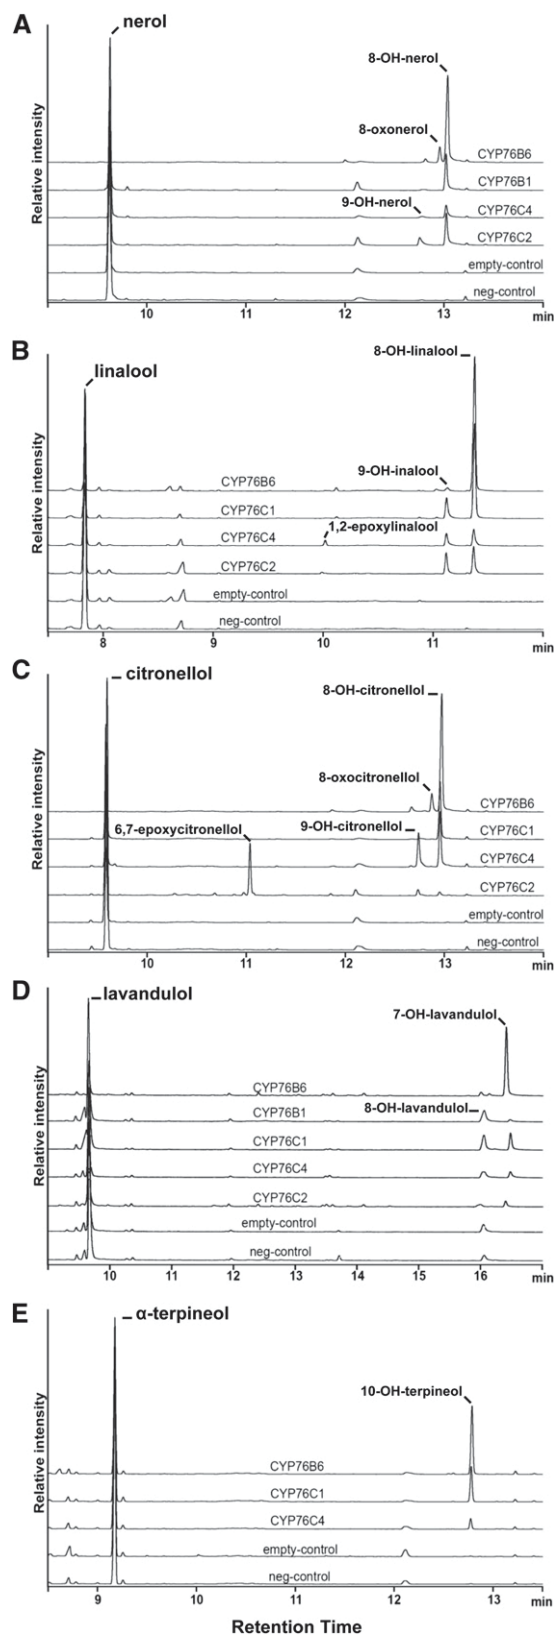 A
nerol
8-OH-nerol
8-oxonerol
CYP76B6
CYP76B1
9-OH-nerol
CYP76C4
CYP76C2
empty-control
neg-control
Relative intensity
10 11 12 13 min
B
8-OH-linalool
linalool
9-OH-inalool
CYP76B6
CYP76C1
1,2-epoxylinalool
CYP76C4
CYP76C2
empty-control
neg-control
Relative intensity
8 9 10 11 min
C
citronellol
8-OH-citronellol
8-oxocitronellol
CYP76B6
6,7-epoxycitronellol 9-OH-citronellol CYP76C1
CYP76C4
CYP76C2
empty-control
neg-control
Relative intensity
10 11 12 13 min
D
lavandulol
7-OH-lavandulol
CYP76B6
8-OH-lavandulol
CYP76B1
CYP76C1
CYP76C4
CYP76C2
empty-control
neg-control
Relative intensity
10 11 12 13 14 15 16 min
E
α-terpineol
10-OH-terpineol
CYP76B6
CYP76C1
CYP76C4
empty-control
neg-control
Relative intensity
9 10 11 12 13 min
Retention Time